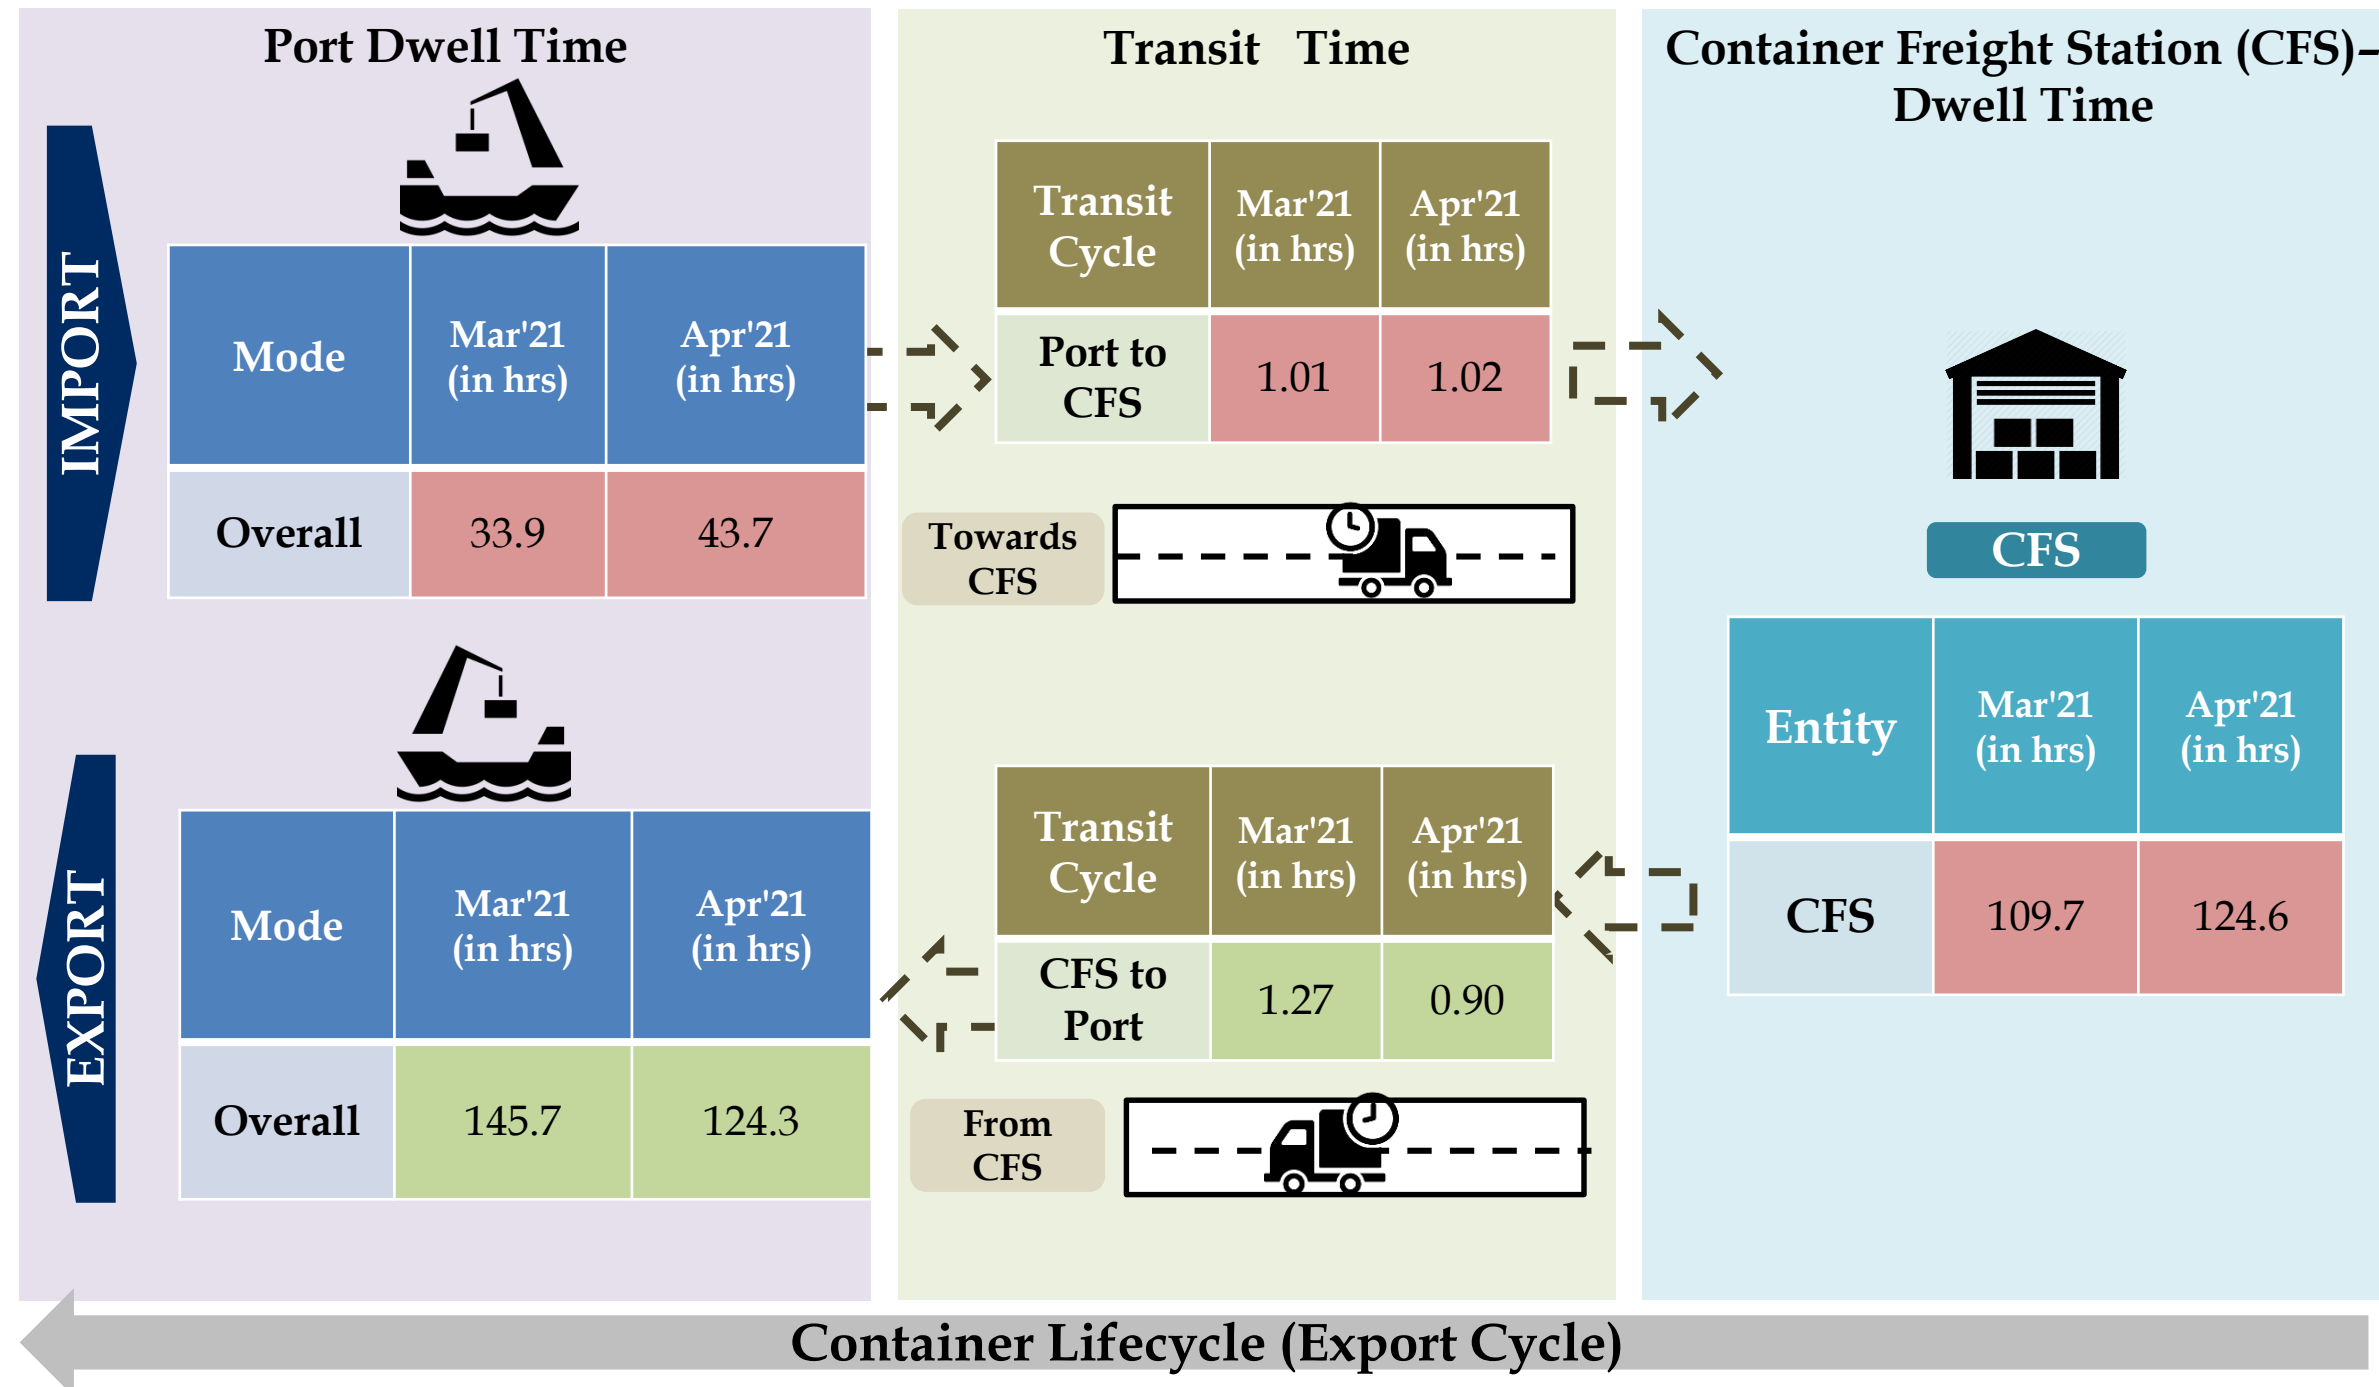 Port Dwell Time
IMPORT
Mode
Mar'21
(in hrs)
Apr'21
(in hrs)
Overall
33.9
43.7
EXPORT
Mode
Mar'21
(in hrs)
Apr'21
(in hrs)
Overall
145.7
124.3
Transit Time
Transit
Cycle
Mar'21
(in hrs)
Apr'21
(in hrs)
Port to
CFS
1.01
1.02
Towards
CFS
Transit
Cycle
Mar'21
(in hrs)
Apr'21
(in hrs)
CFS to
Port
1.27
0.90
From
CFS
Container Freight Station (CFS)–
Dwell Time
CFS
Entity
Mar'21
(in hrs)
Apr'21
(in hrs)
CFS
109.7
124.6
Container Lifecycle (Export Cycle)